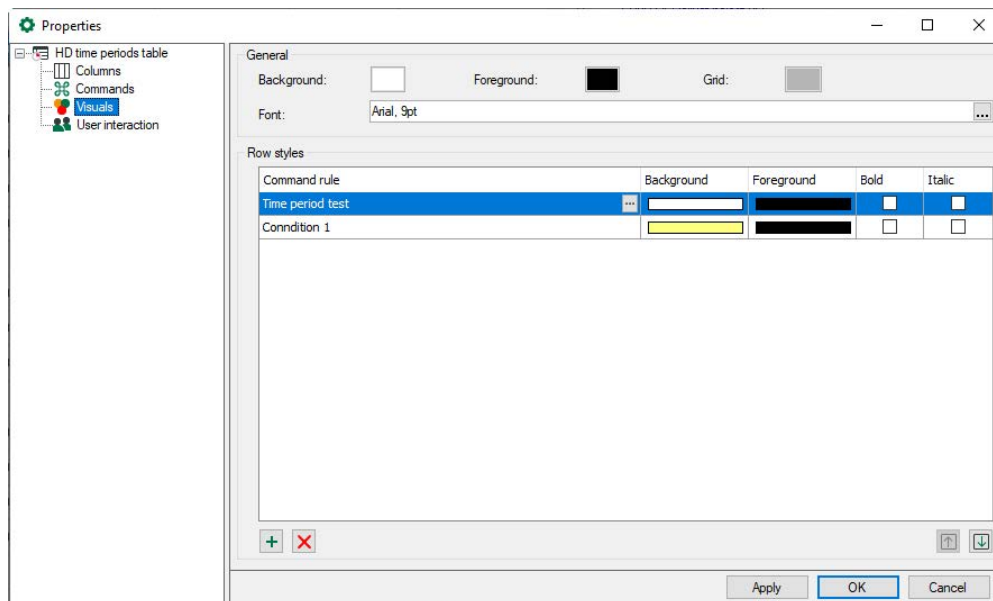 Properties
HD time periods table
Columns
Commands
Visuals
User interaction
General
Background: Foreground: Grid:
Font: Arial, 9pt ...
Row styles
Command rule Background Foreground Bold Italic
Time period test ...
Conndition 1
Apply OK Cancel